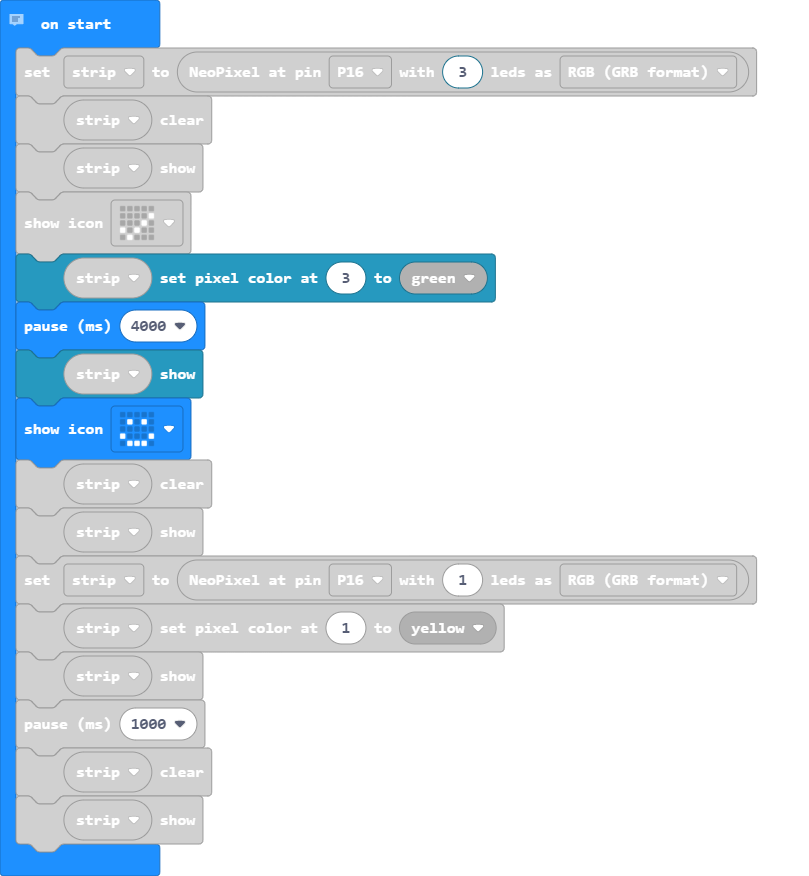 on start
set strip to NeoPixel at pin P16 with 3 leds as RGB (GRB format)
strip clear
strip show
show icon
strip set pixel color at 3 to green
pause (ms) 4000
strip show
show icon
strip clear
strip show
set strip to NeoPixel at pin P16 with 1 leds as RGB (GRB format)
strip set pixel color at 1 to yellow
strip show
pause (ms) 1000
strip clear
strip show